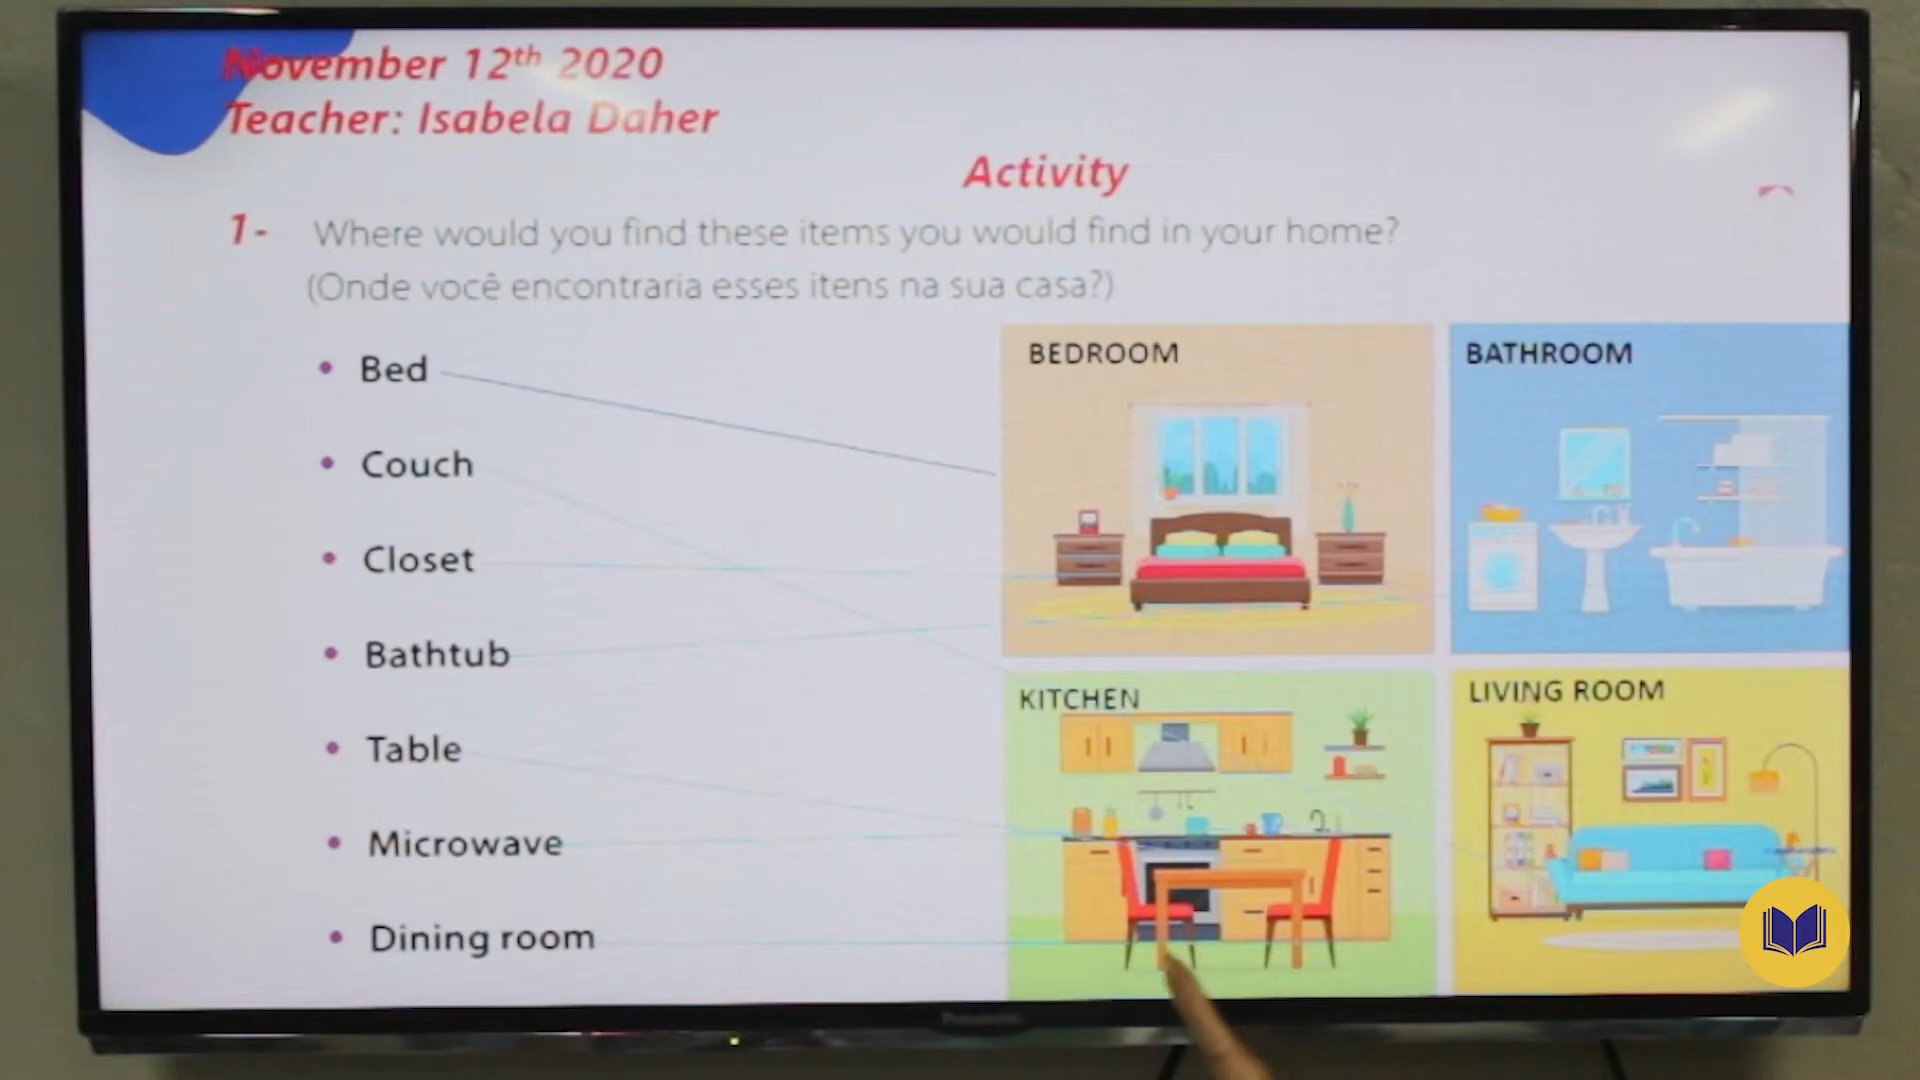 November 12th 2020
Teacher: Isabela Daher
Activity
1- Where would you find these items you would find in your home?
(Onde você encontraria esses itens na sua casa?)
• Bed
• Couch
• Closet
• Bathtub
• Table
• Microwave
• Dining room
BEDROOM
BATHROOM
KITCHEN
LIVING ROOM
Panasonic